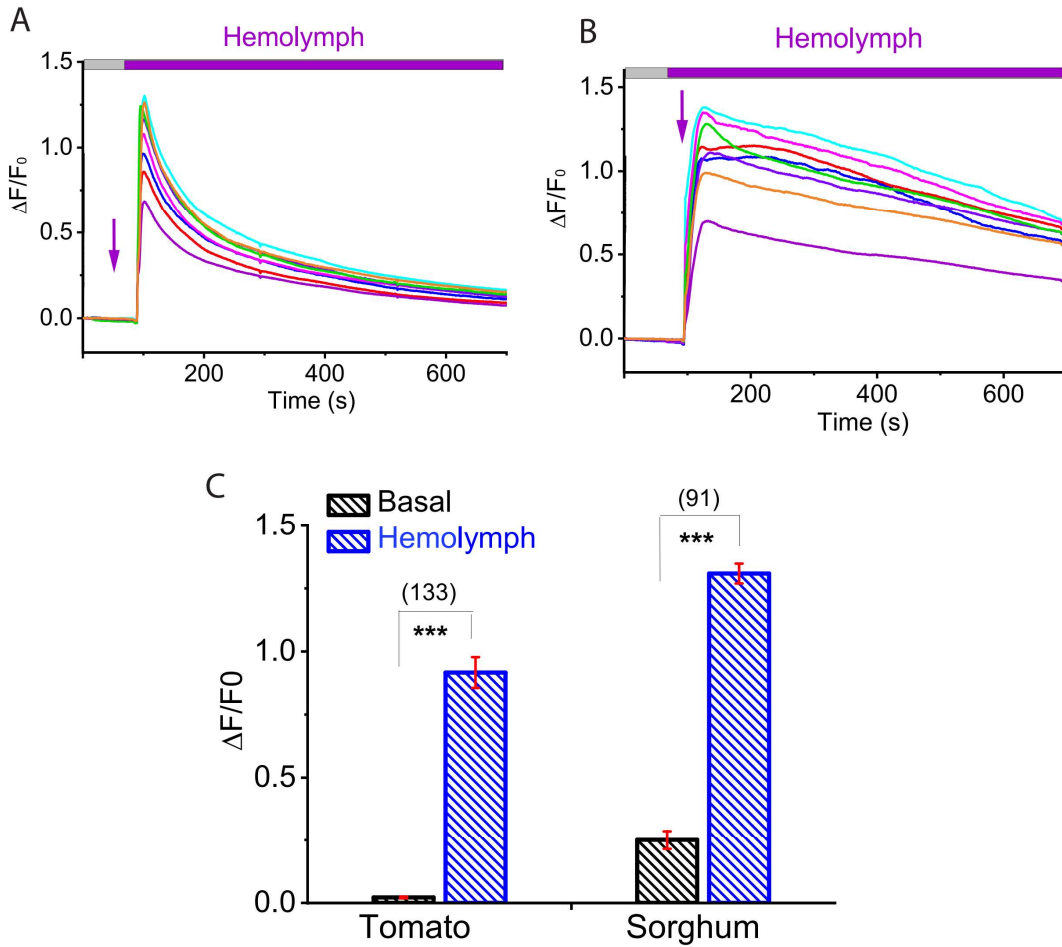 A
Hemolymph
1.5
1.0
0.5
0.0
ΔF/F₀
200
400
600
Time (s)
B
Hemolymph
1.5
1.0
0.5
0.0
ΔF/F₀
200
400
600
Time (s)
C
Basal
Hemolymph
(133)
***
(91)
***
1.5
1.0
0.5
0.0
ΔF/F0
Tomato
Sorghum